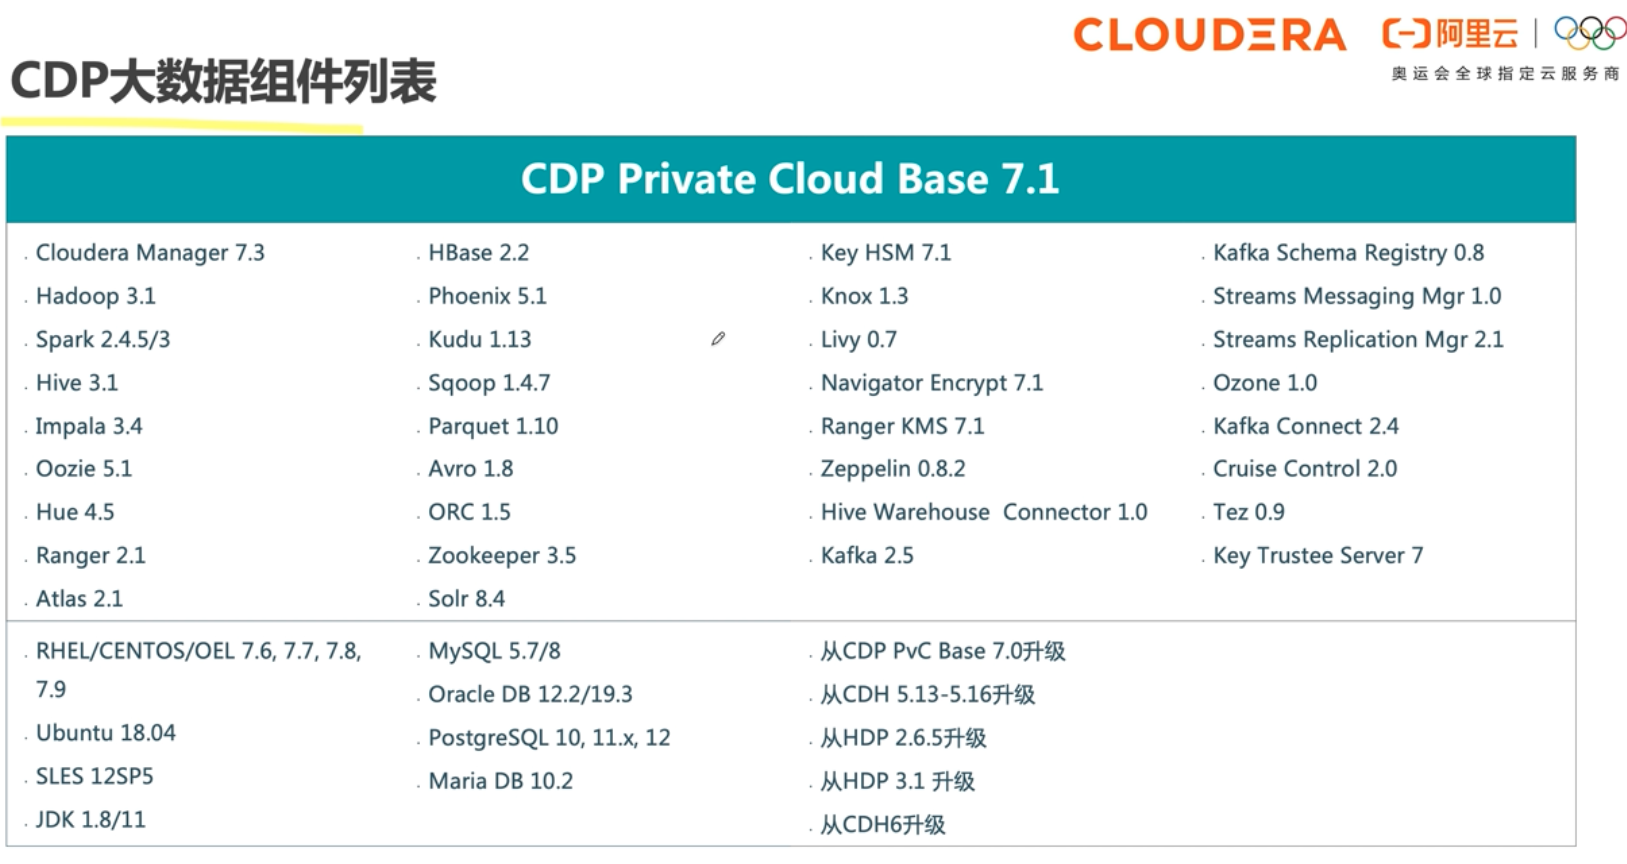 CLOUDERA
阿里云
奥运会全球指定云服务商
CDP大数据组件列表
CDP Private Cloud Base 7.1
Cloudera Manager 7.3
Hadoop 3.1
Spark 2.4.5/3
Hive 3.1
Impala 3.4
Oozie 5.1
Hue 4.5
Ranger 2.1
Atlas 2.1
HBase 2.2
Phoenix 5.1
Kudu 1.13
Sqoop 1.4.7
Parquet 1.10
Avro 1.8
ORC 1.5
Zookeeper 3.5
Solr 8.4
Key HSM 7.1
Knox 1.3
Livy 0.7
Navigator Encrypt 7.1
Ranger KMS 7.1
Zeppelin 0.8.2
Hive Warehouse Connector 1.0
Kafka 2.5
Kafka Schema Registry 0.8
Streams Messaging Mgr 1.0
Streams Replication Mgr 2.1
Ozone 1.0
Kafka Connect 2.4
Cruise Control 2.0
Tez 0.9
Key Trustee Server 7
RHEL/CENTOS/OEL 7.6, 7.7, 7.8,
7.9
Ubuntu 18.04
SLES 12SP5
JDK 1.8/11
MySQL 5.7/8
Oracle DB 12.2/19.3
PostgreSQL 10, 11.x, 12
Maria DB 10.2
从CDP PvC Base 7.0升级
从CDH 5.13-5.16升级
从HDP 2.6.5升级
从HDP 3.1 升级
从CDH6升级